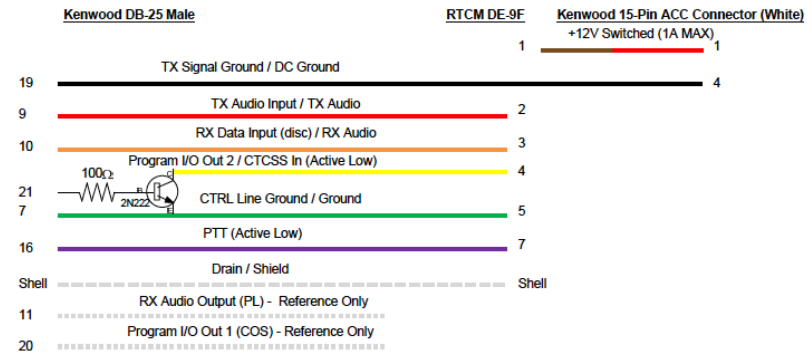 Kenwood DB-25 Male RTCM DE-9F Kenwood 15-Pin ACC Connector (White)
+12V Switched (1A MAX)
1 1
TX Signal Ground / DC Ground
19 4
TX Audio Input / TX Audio
9 2
RX Data Input (disc) / RX Audio
10 3
Program I/O Out 2 / CTCSS In (Active Low)
4
100Ω
C
B
21
2N222
E
CTRL Line Ground / Ground
7 5
PTT (Active Low)
16 7
Drain / Shield
Shell Shell
RX Audio Output (PL) - Reference Only
11
Program I/O Out 1 (COS) - Reference Only
20